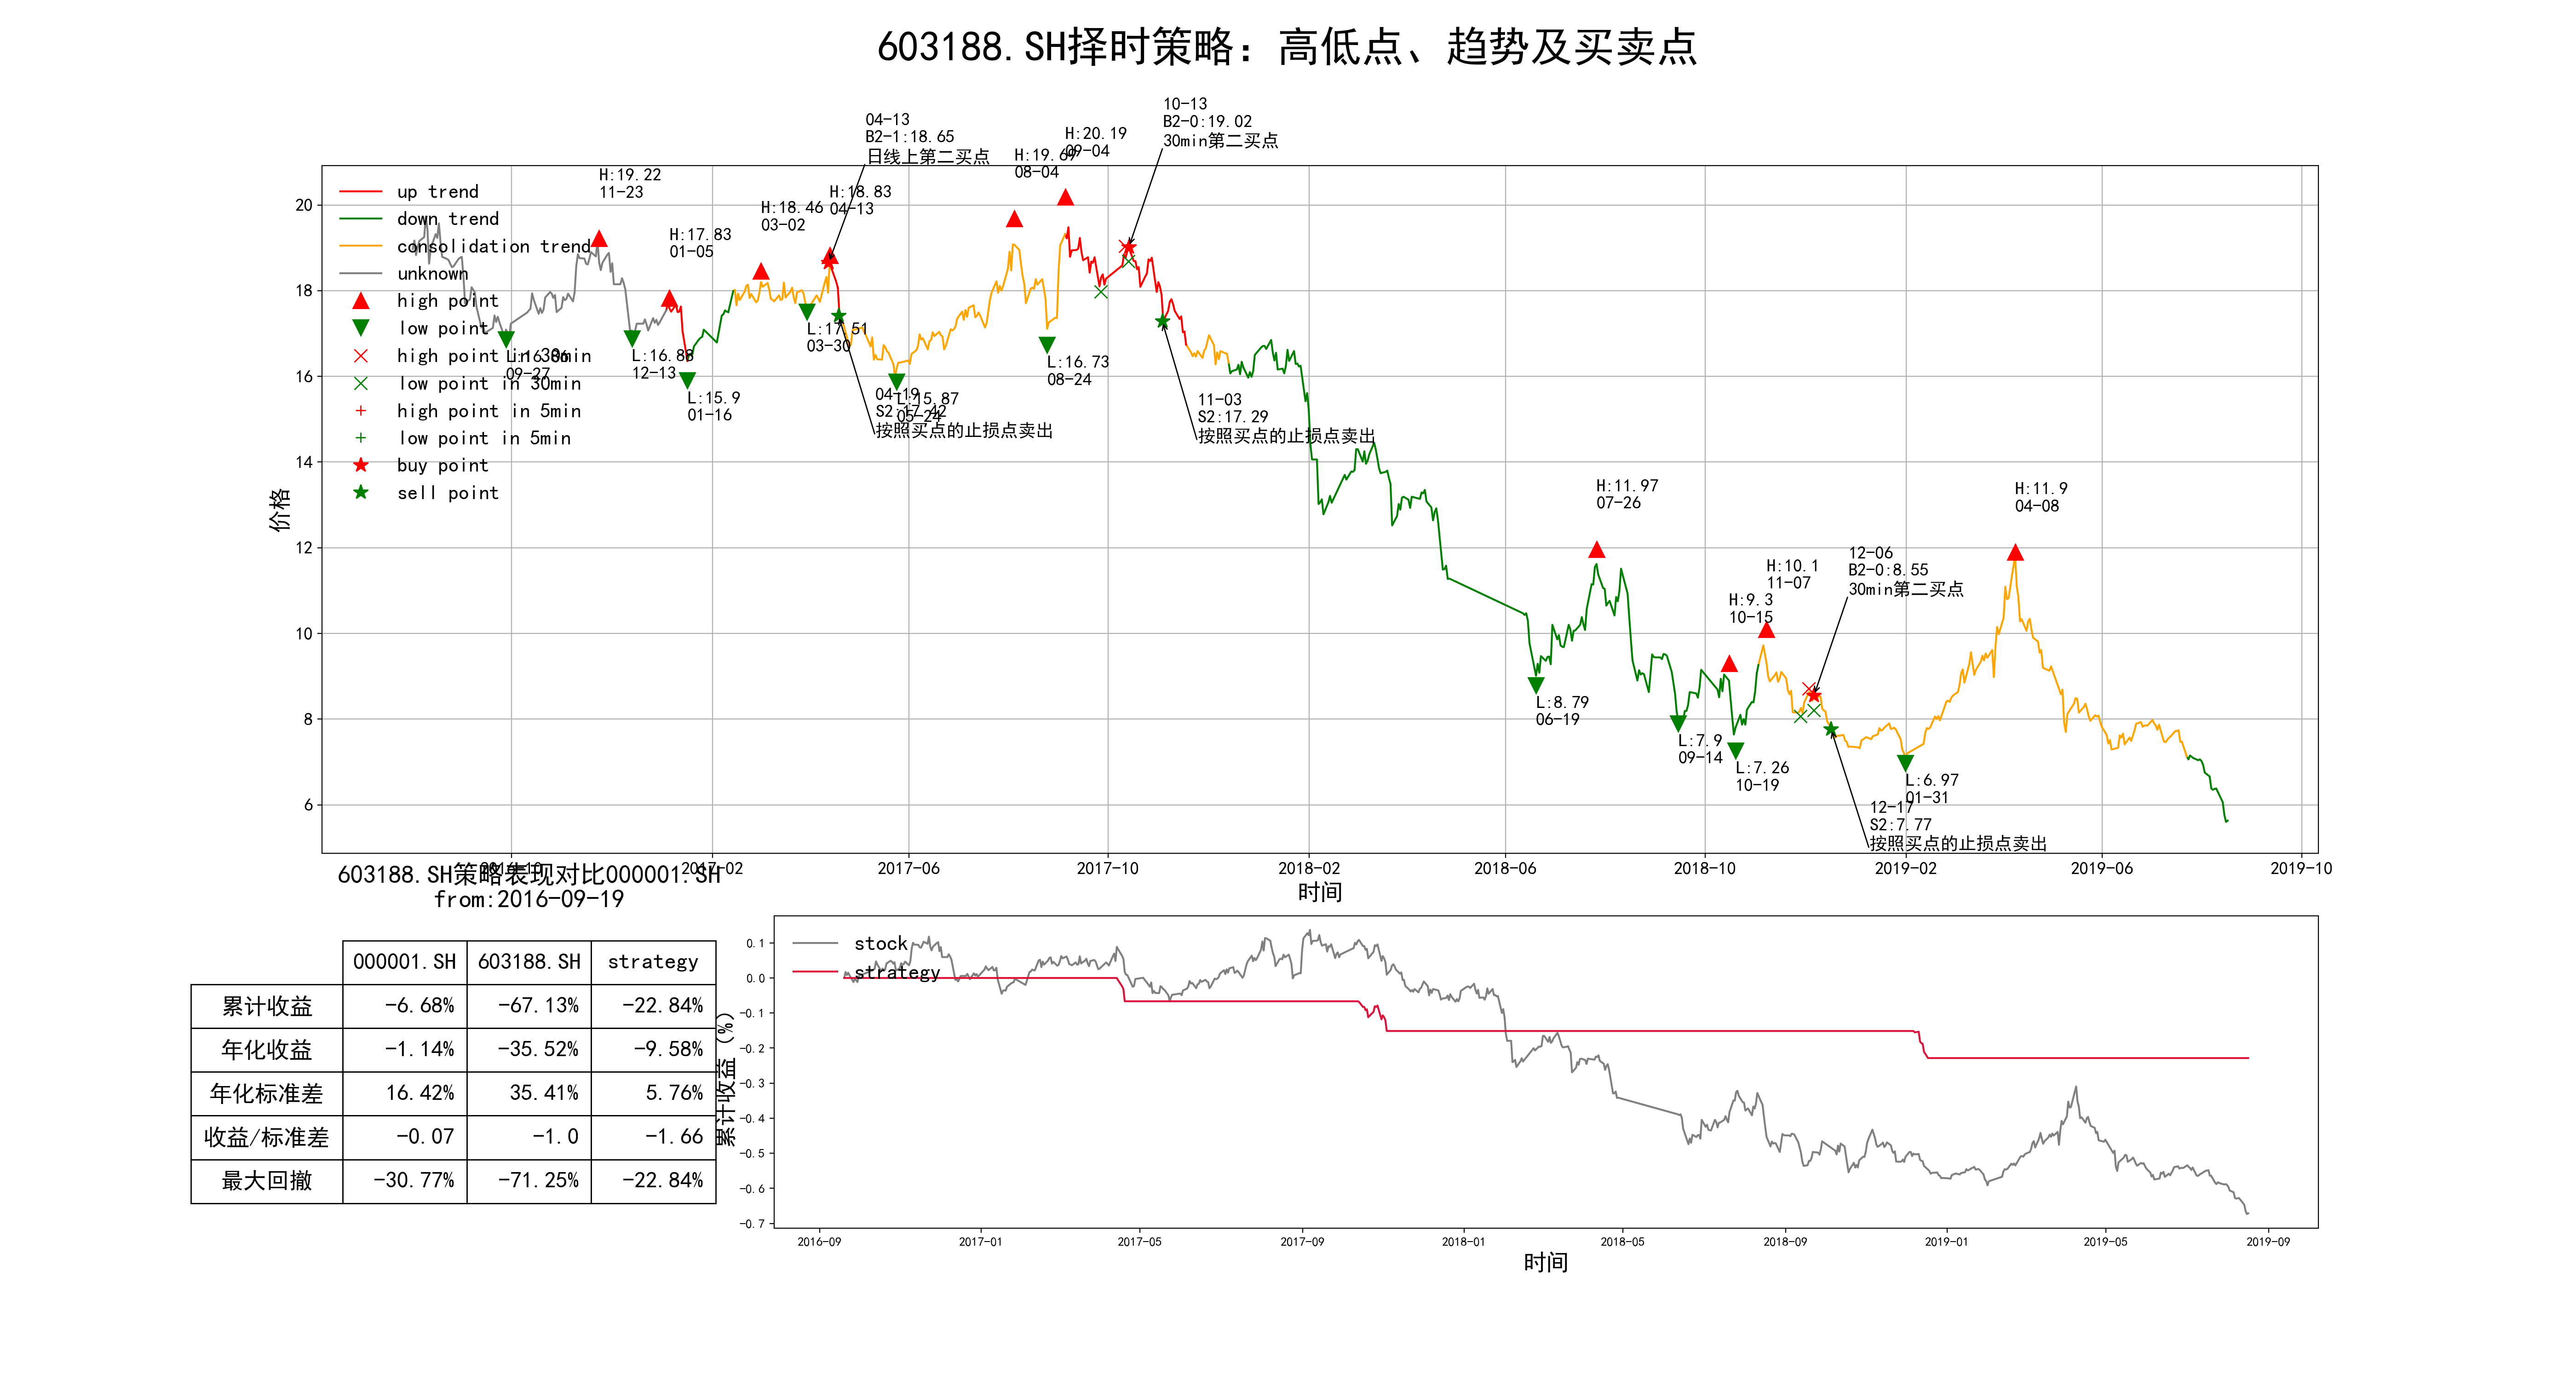 603188.SH择时策略：高低点、趋势及买卖点
10-13
B2-0:19.02
30min第二买点
04-13
B2-1:18.65
日线上第二买点
H:20.19
09-04
H:19.69
08-04
H:19.22
11-23
H:18.83
04-13
H:18.46
03-02
H:17.83
01-05
up trend
down trend
consolidation trend
unknown
high point
low point
high point in 30min
low point in 30min
high point in 5min
low point in 5min
buy point
sell point
20
18
16
14
12
10
8
6
价格
09-27
L:16.88
12-13
L:15.9
01-16
L:17.51
03-30
L:15.87
05-24
04-19
S2:17.42
按照买点的止损点卖出
L:16.73
08-24
11-03
S2:17.29
按照买点的止损点卖出
H:11.97
07-26
H:11.9
04-08
12-06
B2-0:8.55
30min第二买点
H:10.1
11-07
H:9.3
10-15
L:8.79
06-19
L:7.9
09-14
L:7.26
10-19
L:6.97
01-31
12-17
S2:7.77
按照买点的止损点卖出
2017-02
2017-06
2017-10
2018-02
2018-06
2018-10
2019-02
2019-06
2019-10
时间
603188.SH策略表现对比000001.SH
from:2016-09-19
000001.SH 603188.SH strategy
累计收益 -6.68% -67.13% -22.84%
年化收益 -1.14% -35.52% -9.58%
年化标准差 16.42% 35.41% 5.76%
收益/标准差 -0.07 -1.0 -1.66
最大回撤 -30.77% -71.25% -22.84%
stock
strategy
0.1
0.0
-0.1
-0.2
-0.3
-0.4
-0.5
-0.6
-0.7
累计收益（%）
2016-09
2017-01
2017-05
2017-09
2018-01
2018-05
2018-09
2019-01
2019-05
2019-09
时间